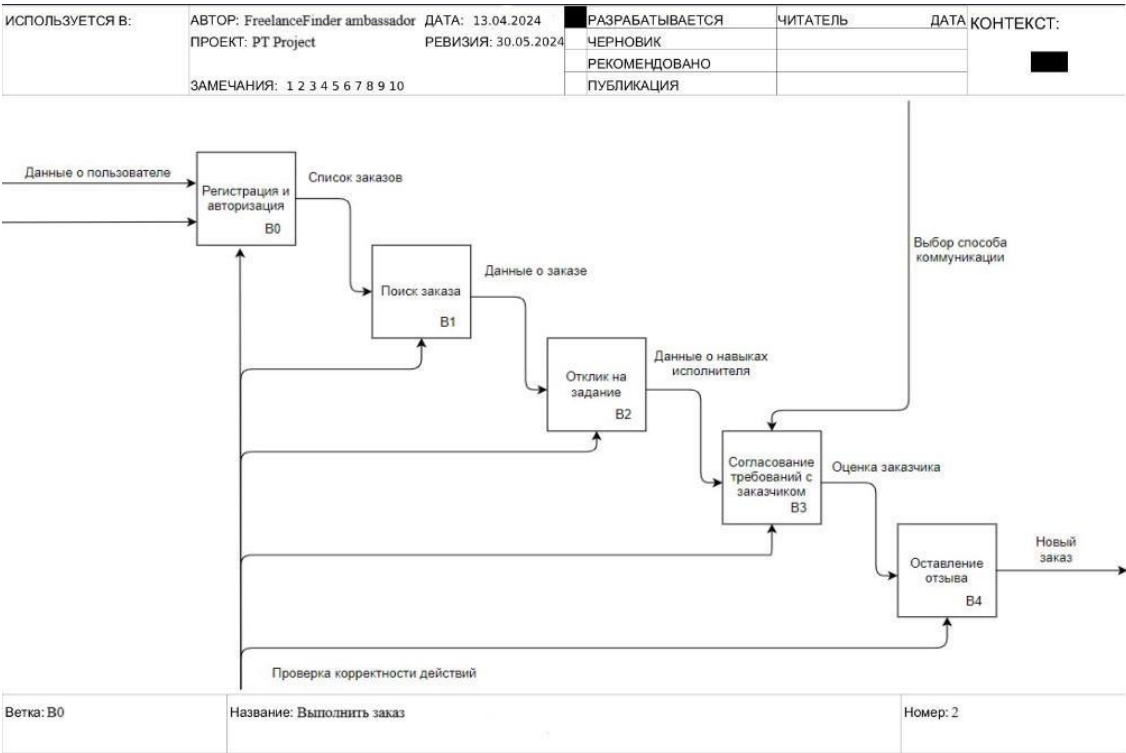 ИСПОЛЬЗУЕТСЯ В:
АВТОР: FreelanceFinder ambassador ДАТА: 13.04.2024
ПРОЕКТ: PT Project РЕВИЗИЯ: 30.05.2024
ЗАМЕЧАНИЯ: 1 2 3 4 5 6 7 8 9 10
РАЗРАБАТЫВАЕТСЯ
ЧЕРНОВИК
РЕКОМЕНДОВАНО
ПУБЛИКАЦИЯ
ЧИТАТЕЛЬ ДАТА
КОНТЕКСТ:
Данные о пользователе
Регистрация и
авторизация
B0
Список заказов
Поиск заказа
B1
Данные о заказе
Отклик на
задание
B2
Данные о навыках
исполнителя
Выбор способа
коммуникации
Согласование
требований с
заказчиком
B3
Оценка заказчика
Оставление
отзыва
B4
Новый
заказ
Проверка корректности действий
Ветка: B0
Название: Выполнить заказ
Номер: 2